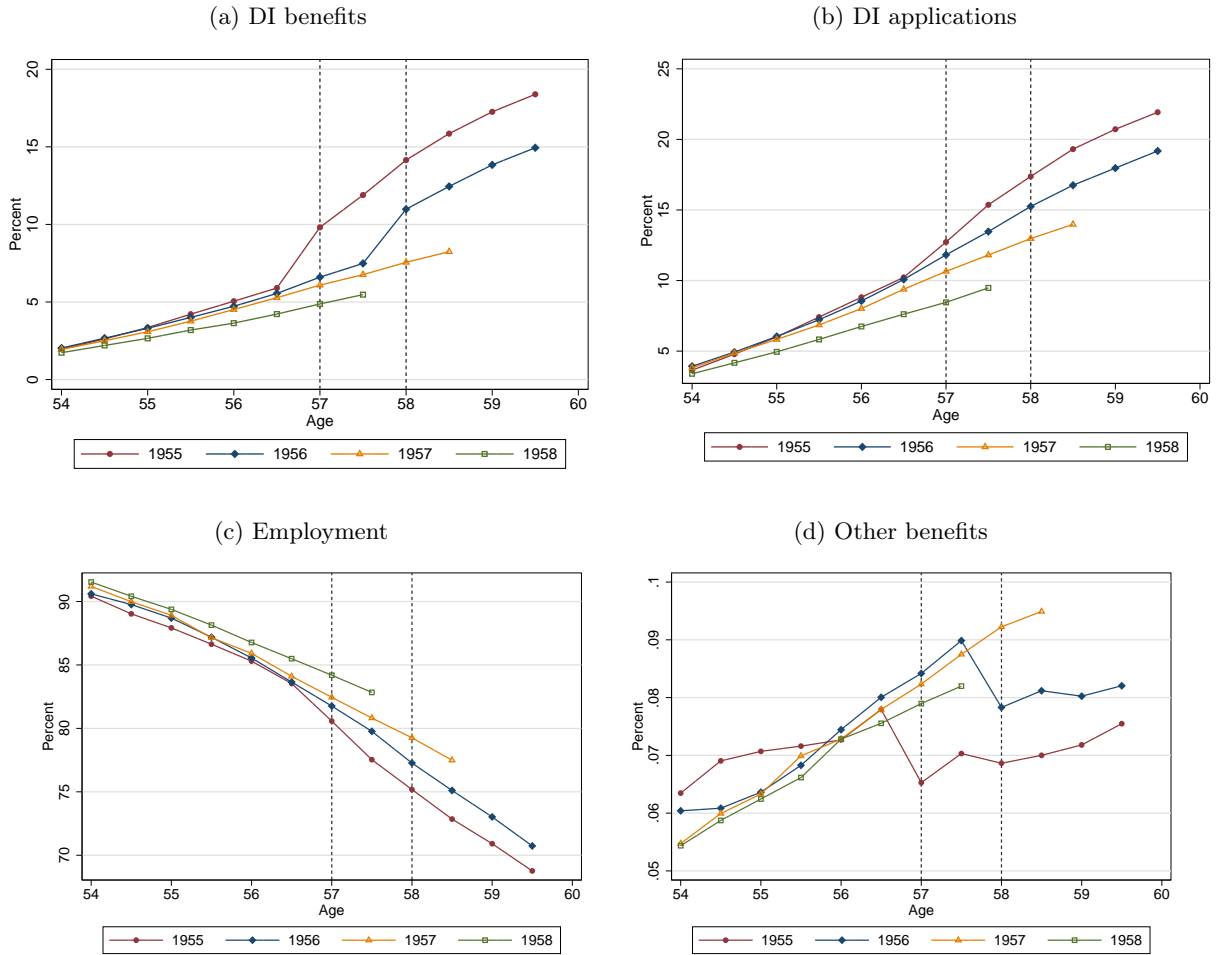 (a) DI benefits
20
15
10
5
0
Percent
54 55 56 57 58 59 60
Age
1955 1956 1957 1958
(b) DI applications
25
20
15
10
5
Percent
54 55 56 57 58 59 60
Age
1955 1956 1957 1958
(c) Employment
90
85
80
75
70
Percent
54 55 56 57 58 59 60
Age
1955 1956 1957 1958
(d) Other benefits
.1
.09
.08
.07
.06
.05
Percent
54 55 56 57 58 59 60
Age
1955 1956 1957 1958